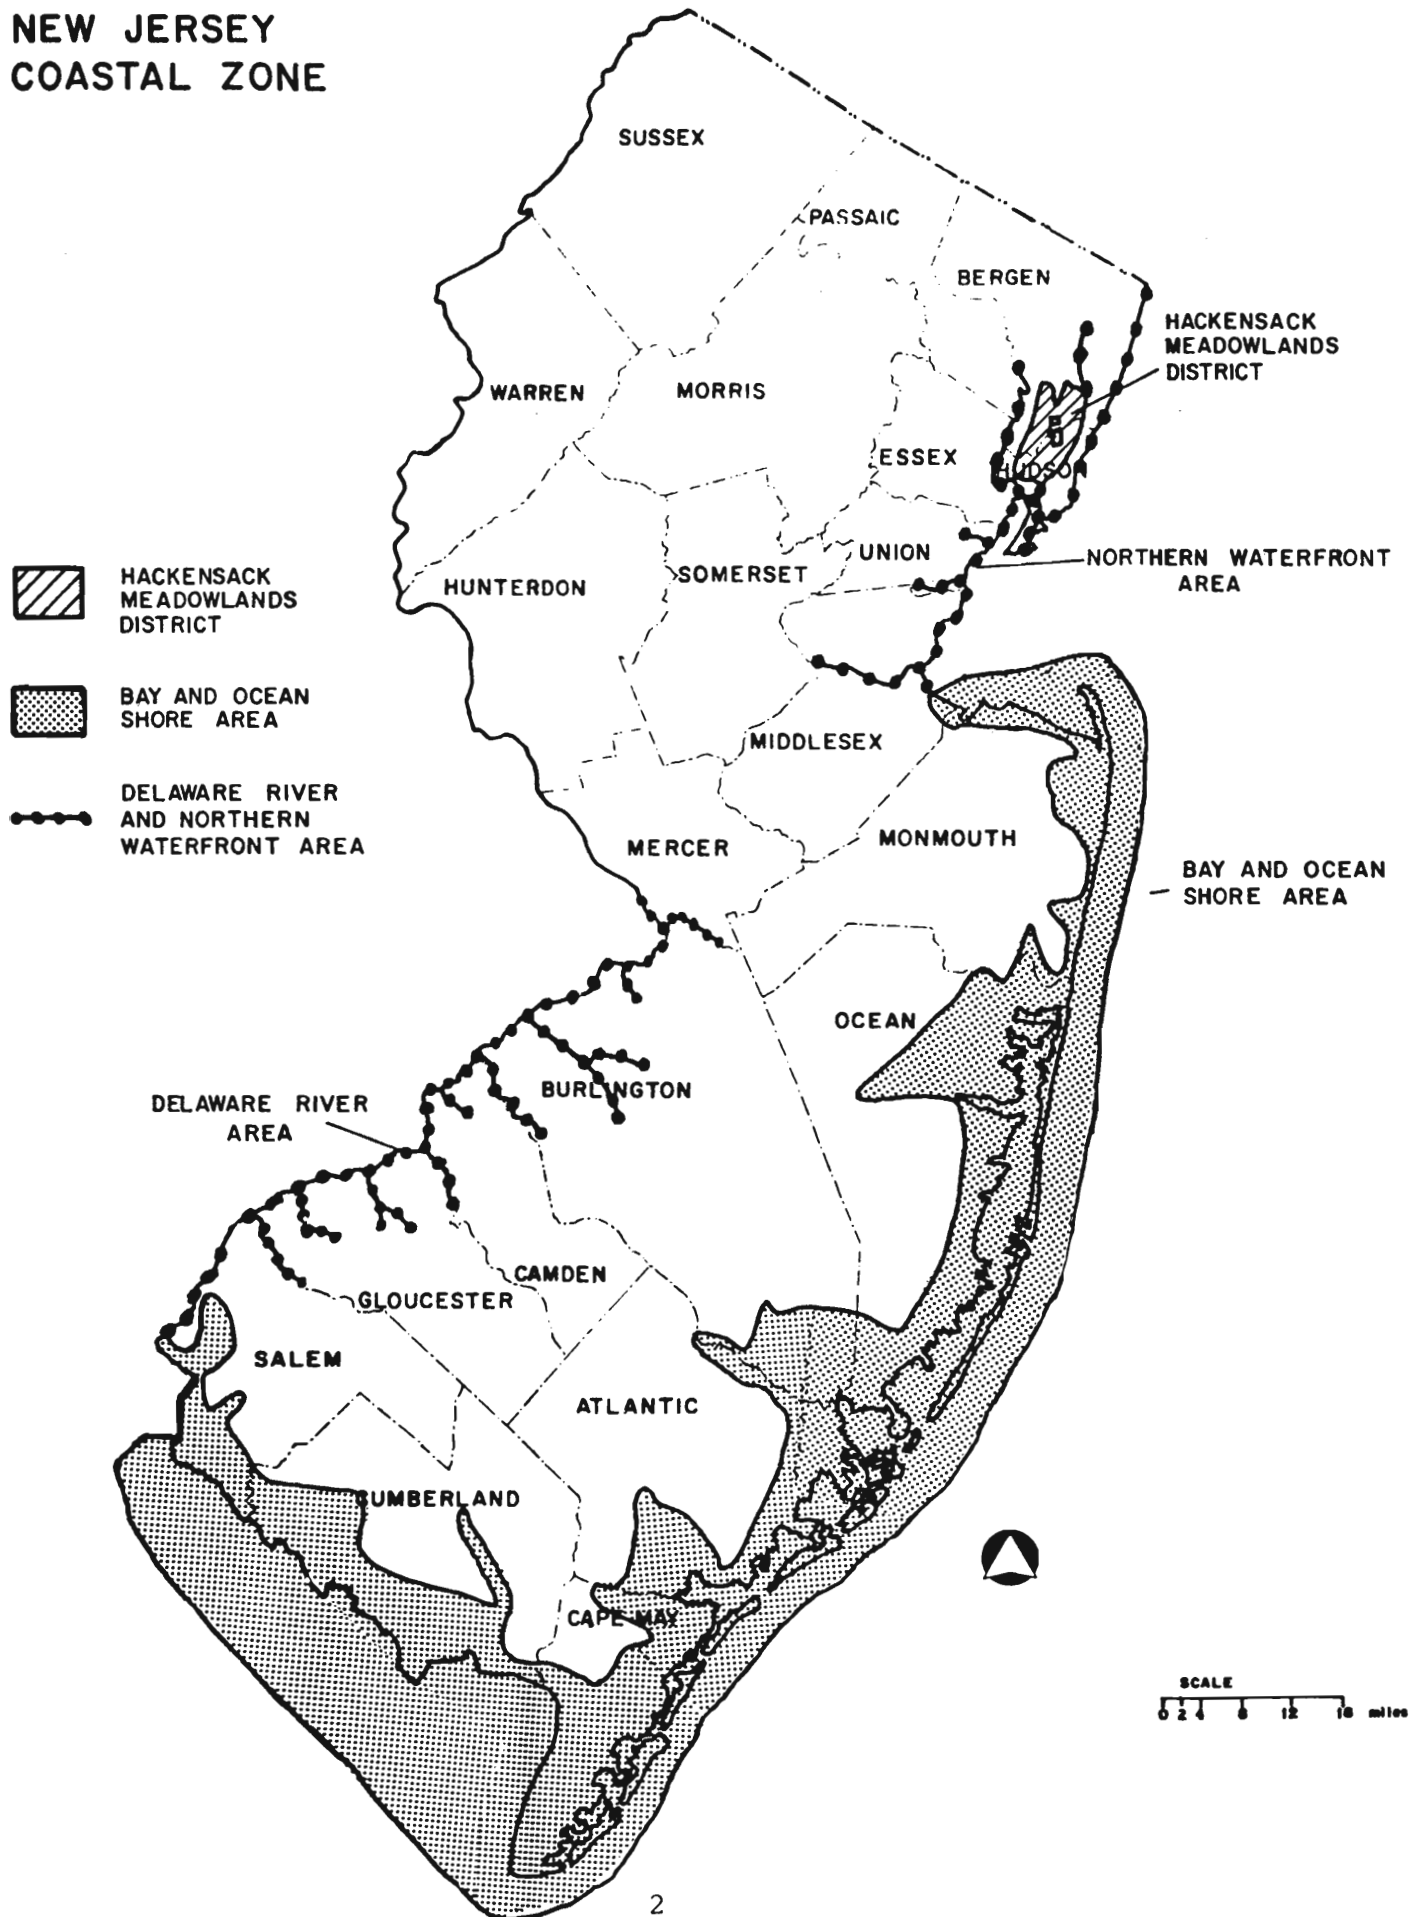 NEW JERSEY
COASTAL ZONE
SUSSEX
PASSAIC
BERGEN
HACKENSACK
MEADOWLANDS
DISTRICT
WARREN
MORRIS
ESSEX
HUDSON
UNION
NORTHERN WATERFRONT
AREA
HUNTERDON
SOMERSET
HACKENSACK
MEADOWLANDS
DISTRICT
BAY AND OCEAN
SHORE AREA
MIDDLESEX
DELAWARE RIVER
AND NORTHERN
WATERFRONT AREA
MERCER
MONMOUTH
BAY AND OCEAN
SHORE AREA
OCEAN
BURLINGTON
DELAWARE RIVER
AREA
CAMDEN
GLOUCESTER
SALEM
ATLANTIC
CUMBERLAND
CAPE MAY
SCALE
0 2 4 8 12 16 miles
2